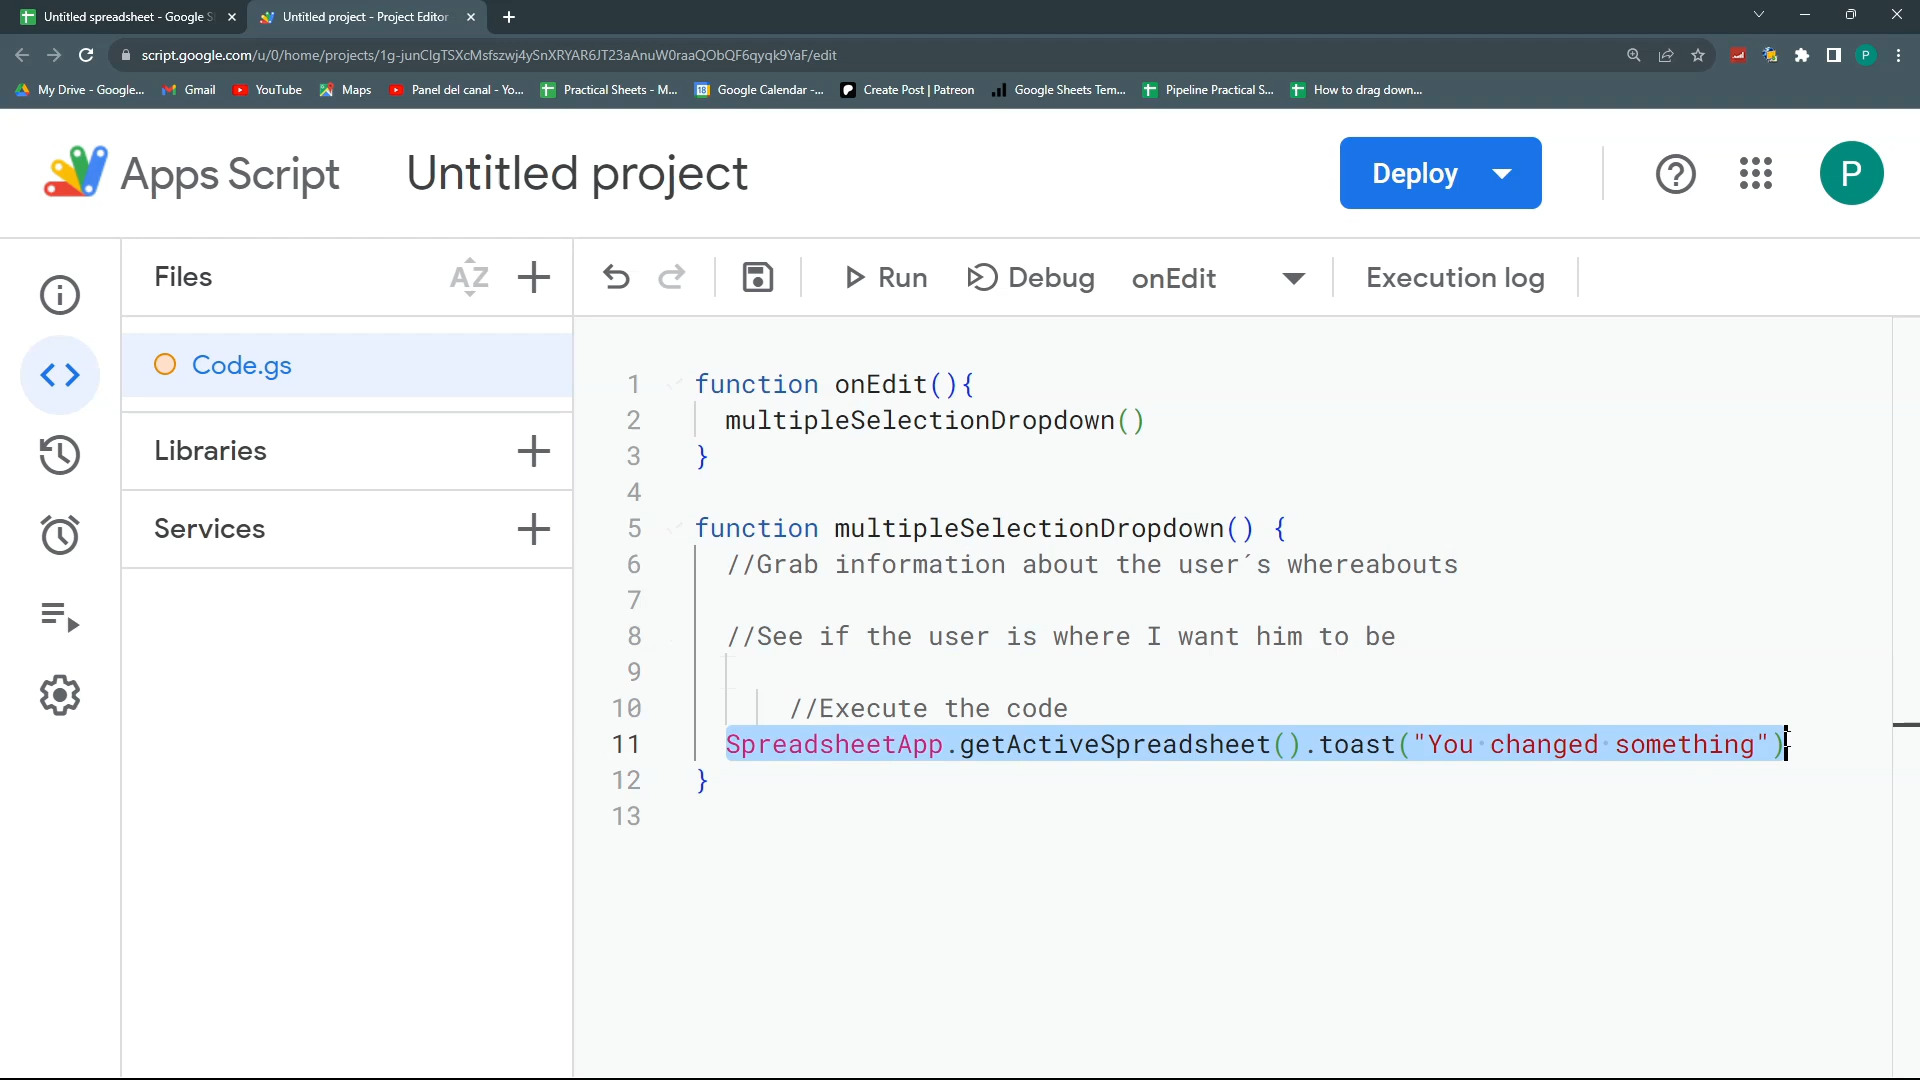 Untitled spreadsheet - Google S
Untitled project - Project Editor
script.google.com/u/0/home/projects/1g-junClgTSXcMsfszwj4ySnXRYAR6JT23aAnuW0raaQObQF6qyqk9YaF/edit
P
My Drive - Google...
Gmail
YouTube
Maps
Panel del canal - Yo...
Practical Sheets - M...
Google Calendar -...
Create Post | Patreon
Google Sheets Tem...
Pipeline Practical S...
How to drag down...
Apps Script
Untitled project
Deploy
P
Files
AZ
Run
Debug
onEdit
Execution log
Code.gs
Libraries
Services
1 function onEdit(){
2 multipleSelectionDropdown()
3 }
4
5 function multipleSelectionDropdown() {
6 //Grab information about the user´s whereabouts
7
8 //See if the user is where I want him to be
9
10 //Execute the code
11 SpreadsheetApp.getActiveSpreadsheet().toast("You changed something")
12 }
13